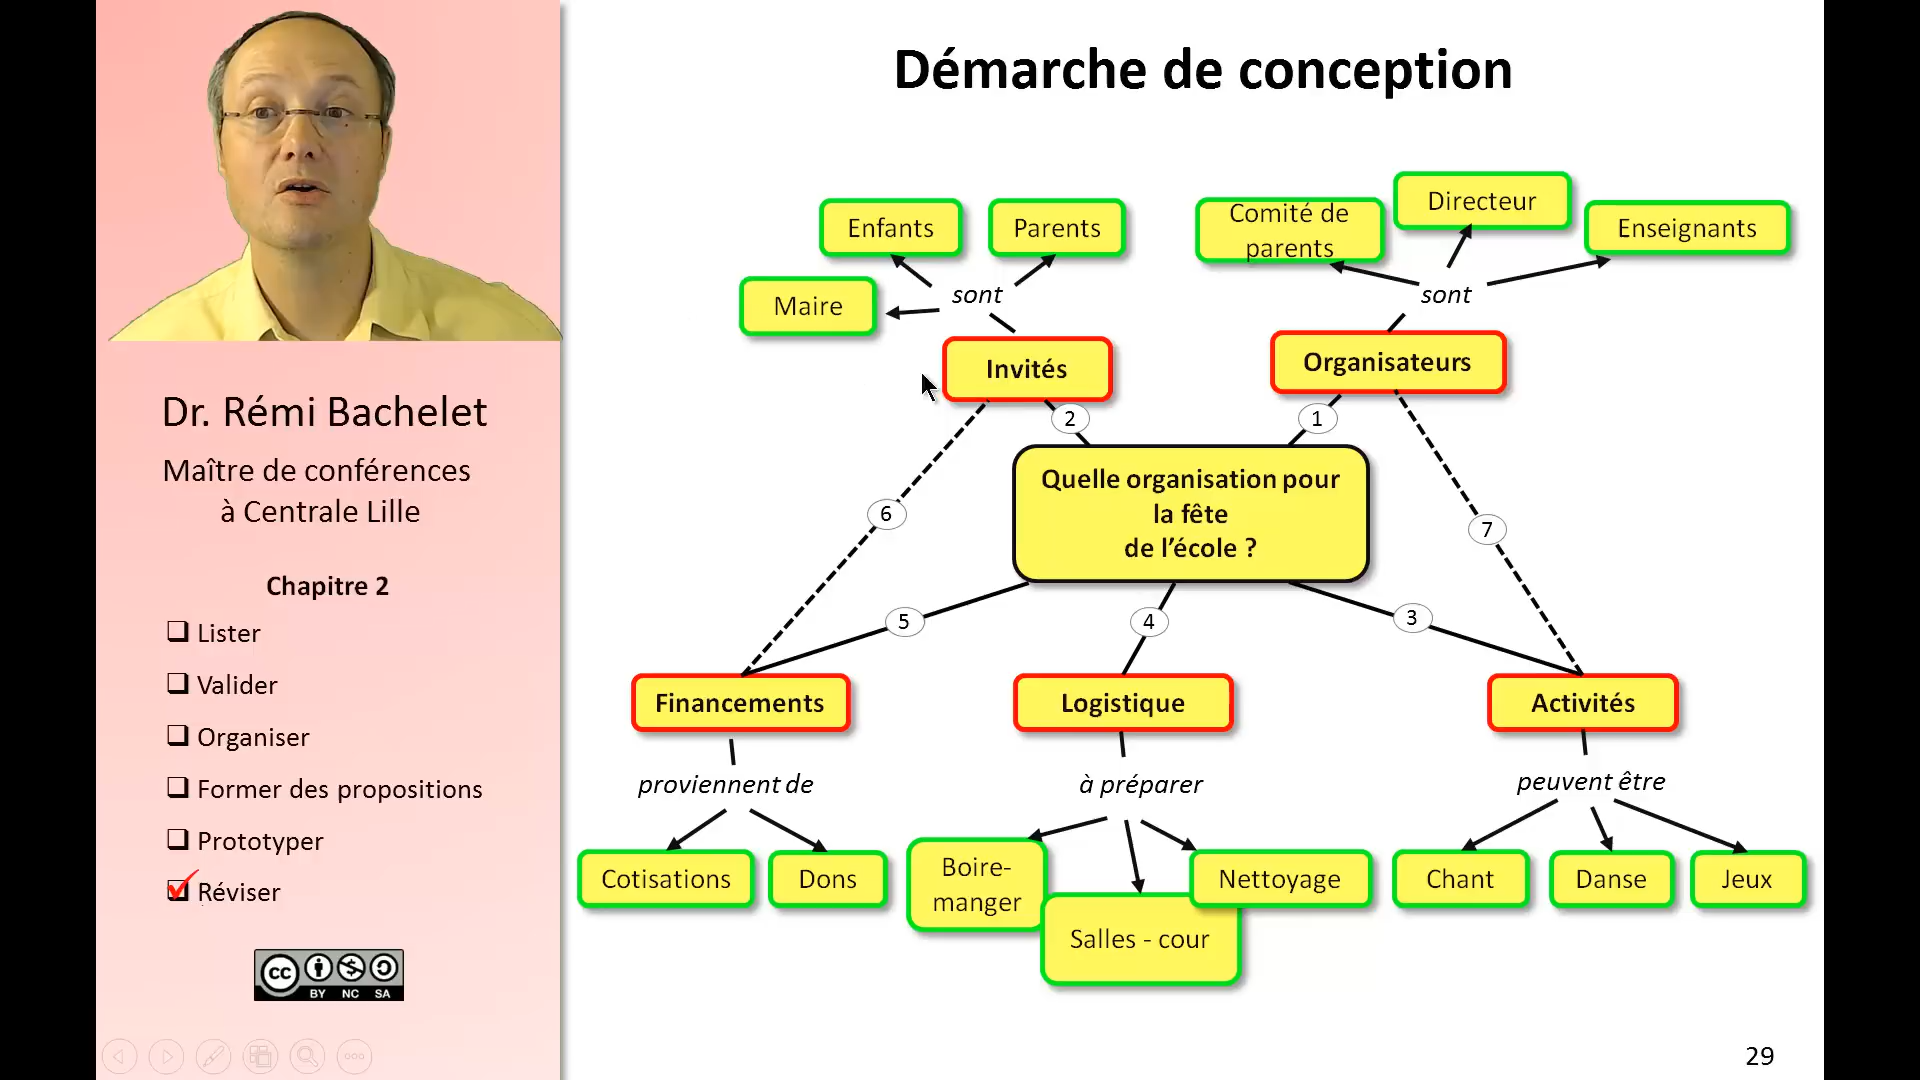 Démarche de conception
Enfants
Parents
Comité de
parents
Directeur
Enseignants
Maire
sont
sont
Invités
Organisateurs
2
1
Quelle organisation pour
la fête
de l'école ?
6
7
5
4
3
Financements
Logistique
Activités
proviennent de
à préparer
peuvent être
Cotisations
Dons
Boire-
manger
Salles - cour
Nettoyage
Chant
Danse
Jeux
29
Dr. Rémi Bachelet
Maître de conférences
à Centrale Lille
Chapitre 2
Lister
Valider
Organiser
Former des propositions
Prototyper
Réviser
cc
BY NC SA